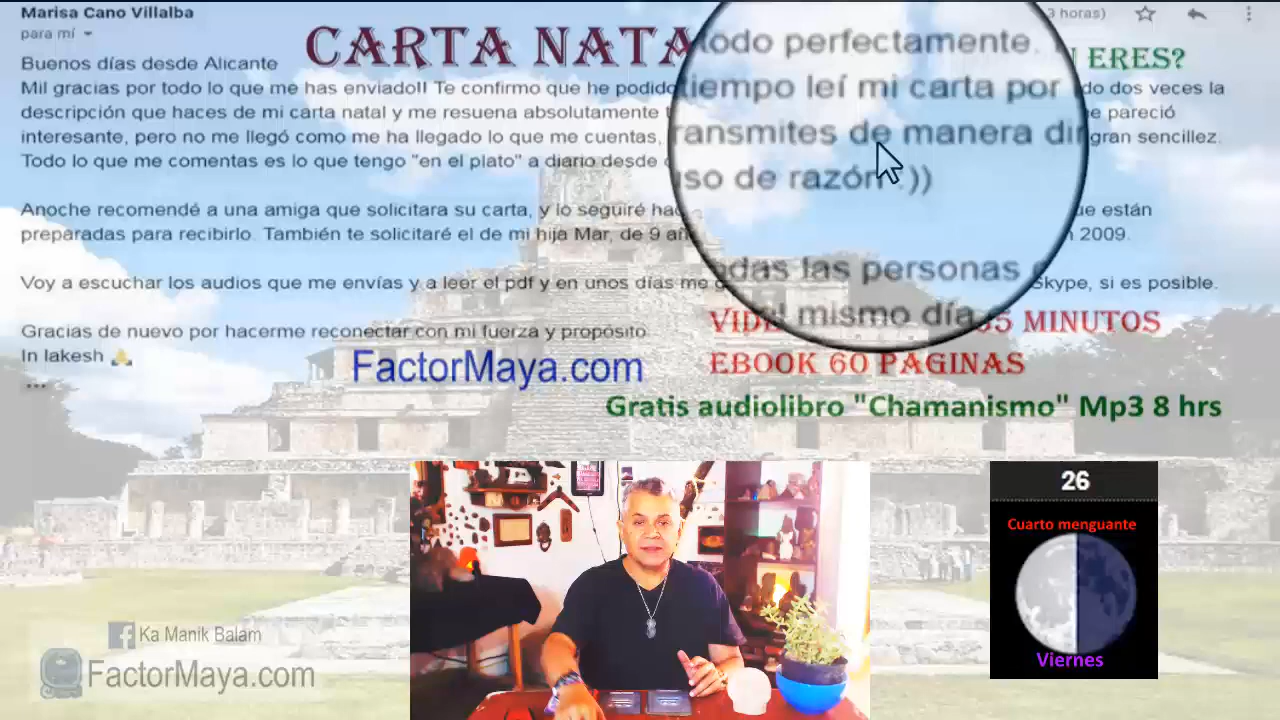 Marisa Cano Villalba
3 horas)
para mí
CARTA NATA
N ERES?
Buenos días desde Alicante
Mil gracias por todo lo que me has enviado!! Te confirmo que he podido
do dos veces la
descripción que haces de mi carta natal y me resuena absolutamente t
e pareció
interesante, pero no me llegó como me ha llegado lo que me cuentas,
gran sencillez.
Todo lo que me comentas es lo que tengo "en el plato" a diario desde
todo perfectamente.
tiempo leí mi carta por
ransmites de manera dir
uso de razón :))
Anoche recomendé a una amiga que solicitara su carta, y lo seguiré hac
ue están
preparadas para recibirlo. También te solicitaré el de mi hija Mar, de 9 añ
2009.
das las personas
l mismo día
Voy a escuchar los audios que me envías y a leer el pdf y en unos días me
Skype, si es posible.
VIDE 35 MINUTOS
Gracias de nuevo por hacerme reconectar con mi fuerza y propósito
In lakesh 🙏
...
FactorMaya.com
EBOOK 60 PAGINAS
Gratis audiolibro "Chamanismo" Mp3 8 hrs
26
Cuarto menguante
Viernes
Ka Manik Balam
FactorMaya.com